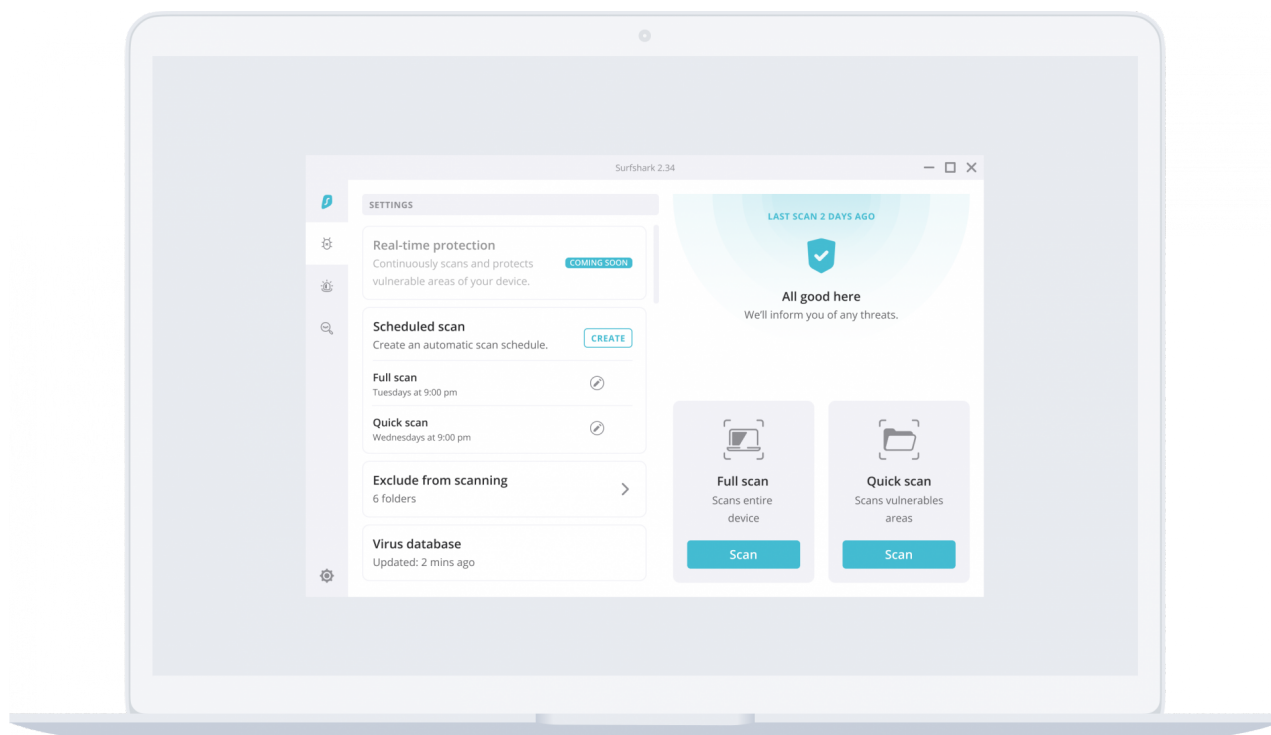 Surfshark 2.34
SETTINGS
Real-time protection
Continuously scans and protects
vulnerable areas of your device.
COMING SOON
Scheduled scan
Create an automatic scan schedule.
CREATE
Full scan
Tuesdays at 9:00 pm
Quick scan
Wednesdays at 9:00 pm
Exclude from scanning
6 folders
Virus database
Updated: 2 mins ago
LAST SCAN 2 DAYS AGO
All good here
We'll inform you of any threats.
Full scan
Scans entire
device
Scan
Quick scan
Scans vulnerables
areas
Scan